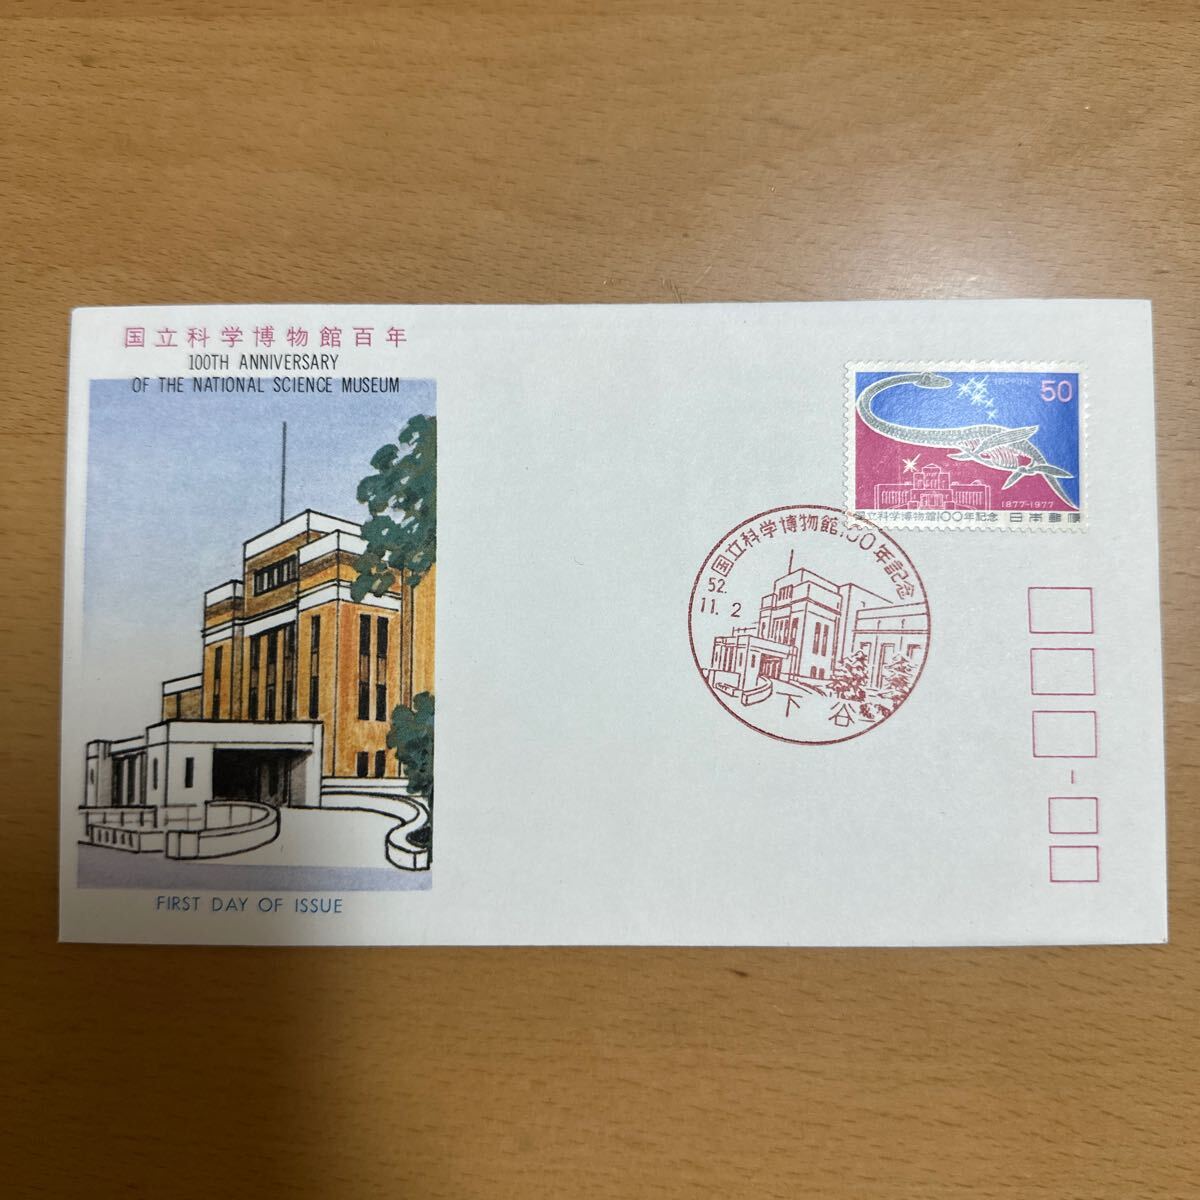 国立科学博物館百年
100TH ANNIVERSARY
OF THE NATIONAL SCIENCE MUSEUM
FIRST DAY OF ISSUE
NIPPON 50
1877-1977
国立科学博物館100年記念 日本郵便
国立科学博物館100年記念
52.
11. 2
下谷